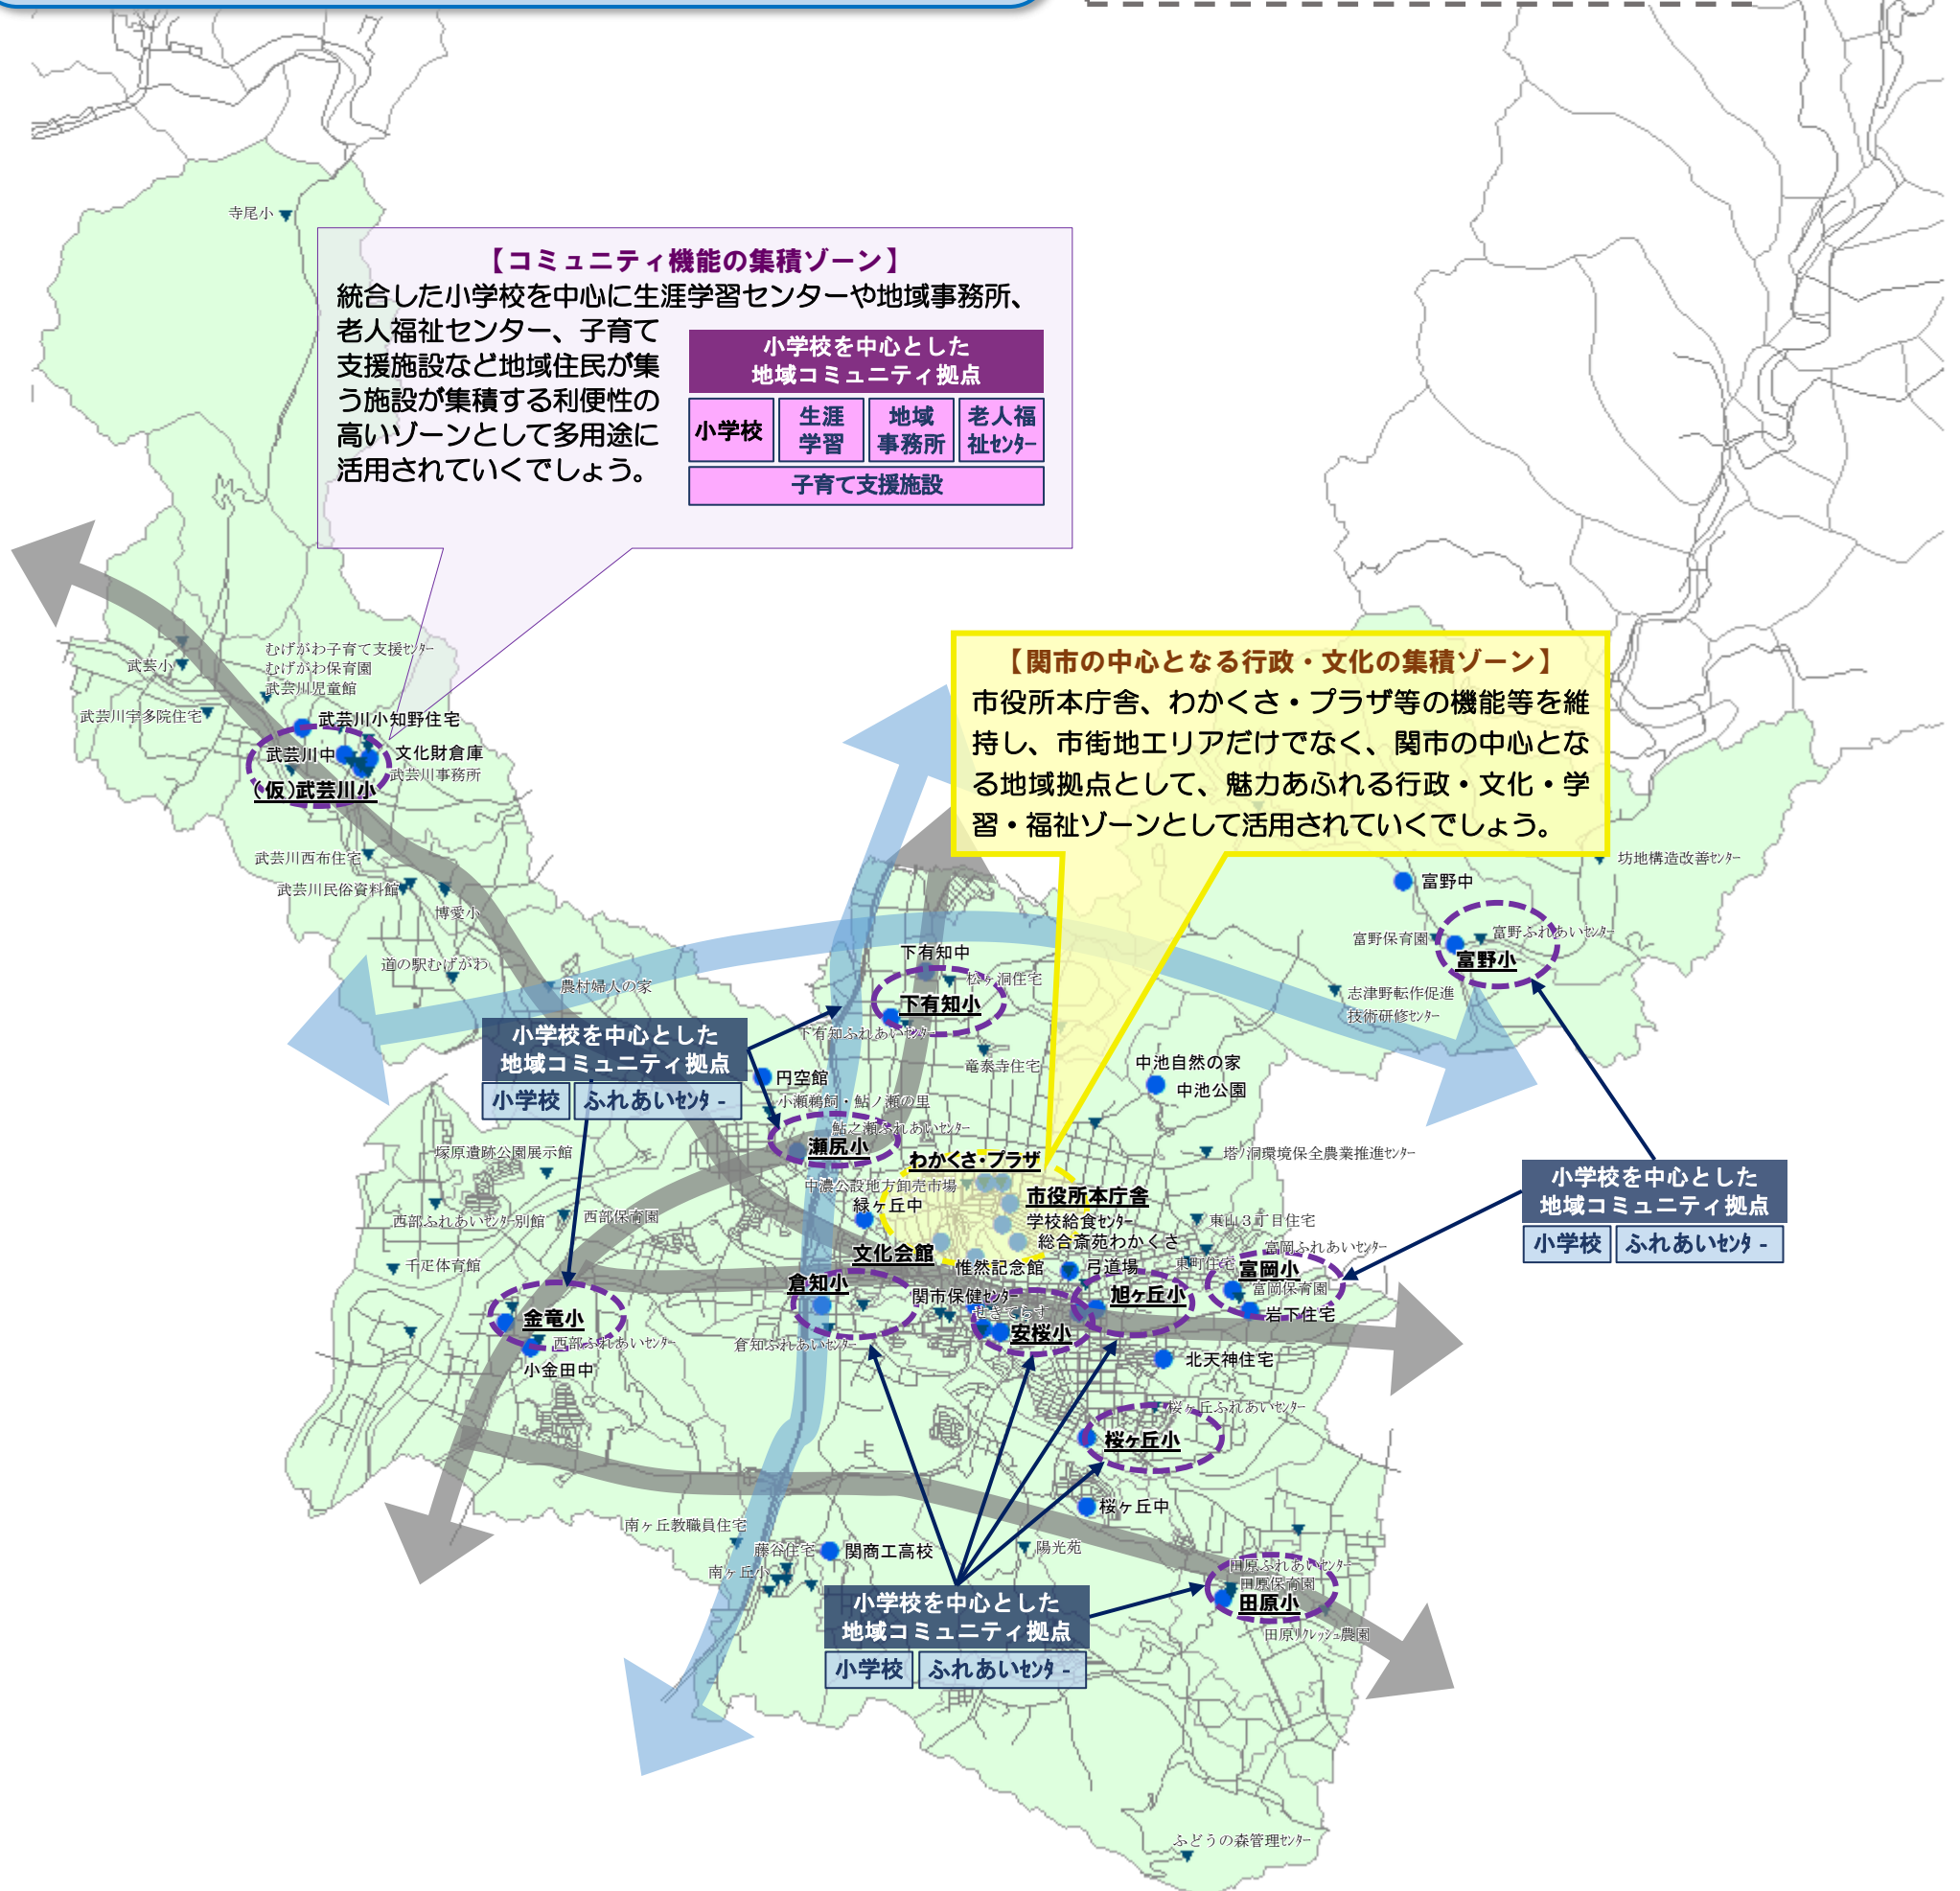 寺尾小
【コミュニティ機能の集積ゾーン】
統合した小学校を中心に生涯学習センターや地域事務所、
老人福祉センター、子育て
支援施設など地域住民が集
う施設が集積する利便性の
高いゾーンとして多用途に
活用されていくでしょう。
小学校を中心とした
地域コミュニティ拠点
小学校
生涯
学習
地域
事務所
老人福
祉ｾﾝﾀｰ
子育て支援施設
むげがわ子育て支援ｾﾝﾀｰ
むげがわ保育園
武芸川児童館
武芸小
武芸川宇多院住宅
武芸川小知野住宅
武芸川中
文化財倉庫
武芸川事務所
(仮)武芸川小
武芸川西布住宅
武芸川民俗資料館
博愛小
道の駅むげがわ
農村婦人の家
【関市の中心となる行政・文化の集積ゾーン】
市役所本庁舎、わかくさ・プラザ等の機能等を維
持し、市街地エリアだけでなく、関市の中心とな
る地域拠点として、魅力あふれる行政・文化・学
習・福祉ゾーンとして活用されていくでしょう。
坊地構造改善ｾﾝﾀｰ
富野中
富野保育園
富野ふれあいｾﾝﾀｰ
富野小
志津野転作促進
技術研修ｾﾝﾀｰ
下有知中
松ヶ洞住宅
下有知小
下有知ふれあいｾﾝﾀｰ
竜泰寺住宅
小学校を中心とした
地域コミュニティ拠点
小学校
ふれあいｾﾝﾀ-
円空館
小瀬鵜飼・鮎ノ瀬の里
鮎之瀬ふれあいｾﾝﾀｰ
瀬尻小
中池自然の家
中池公園
塔ﾉ洞環境保全農業推進ｾﾝﾀｰ
わかくさ・プラザ
中濃公設地方卸売市場
市役所本庁舎
緑ヶ丘中
学校給食ｾﾝﾀｰ
総合斎苑わかくさ
文化会館
惟然記念館
弓道場
塚原遺跡公園展示館
西部ふれあいｾﾝﾀｰ別館
西部保育園
千疋体育館
金竜小
西部ふれあいｾﾝﾀｰ
小金田中
倉知小
倉知ふれあいｾﾝﾀｰ
関市保健ｾﾝﾀｰ
せきてらす
安桜小
旭ヶ丘小
東山３丁目住宅
東町住宅
富岡ふれあいｾﾝﾀｰ
富岡小
富岡保育園
岩下住宅
小学校を中心とした
地域コミュニティ拠点
小学校
ふれあいｾﾝﾀ-
北天神住宅
桜ヶ丘ふれあいｾﾝﾀｰ
桜ヶ丘小
桜ヶ丘中
南ヶ丘教職員住宅
藤谷住宅
関商工高校
南ヶ丘小
陽光苑
小学校を中心とした
地域コミュニティ拠点
小学校
ふれあいｾﾝﾀ-
田原ふれあいｾﾝﾀｰ
田原保育園
田原小
田原ﾘﾌﾚｯｼｭ農園
ふどうの森管理ｾﾝﾀｰ